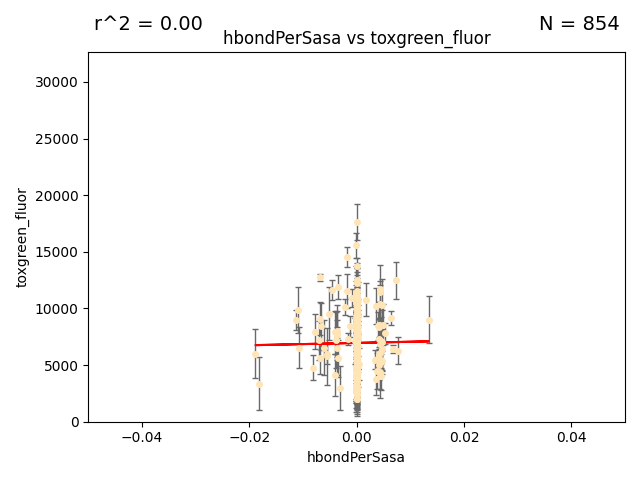 r^2 = 0.00
N = 854
hbondPerSasa vs toxgreen_fluor
30000
25000
20000
15000
10000
5000
0
toxgreen_fluor
−0.04
−0.02
0.00
0.02
0.04
hbondPerSasa